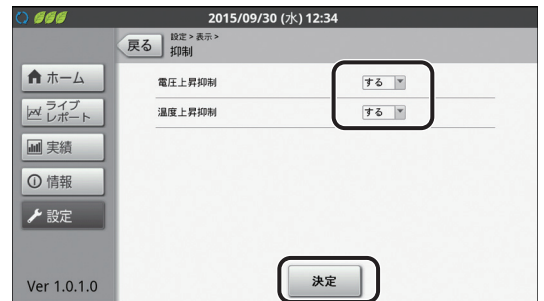 2015/09/30 (水) 12:34
戻る
設定 > 表示 >
抑制
ホーム
ライブ
レポート
実績
情報
設定
Ver 1.0.1.0
電圧上昇抑制 する
温度上昇抑制 する
決定